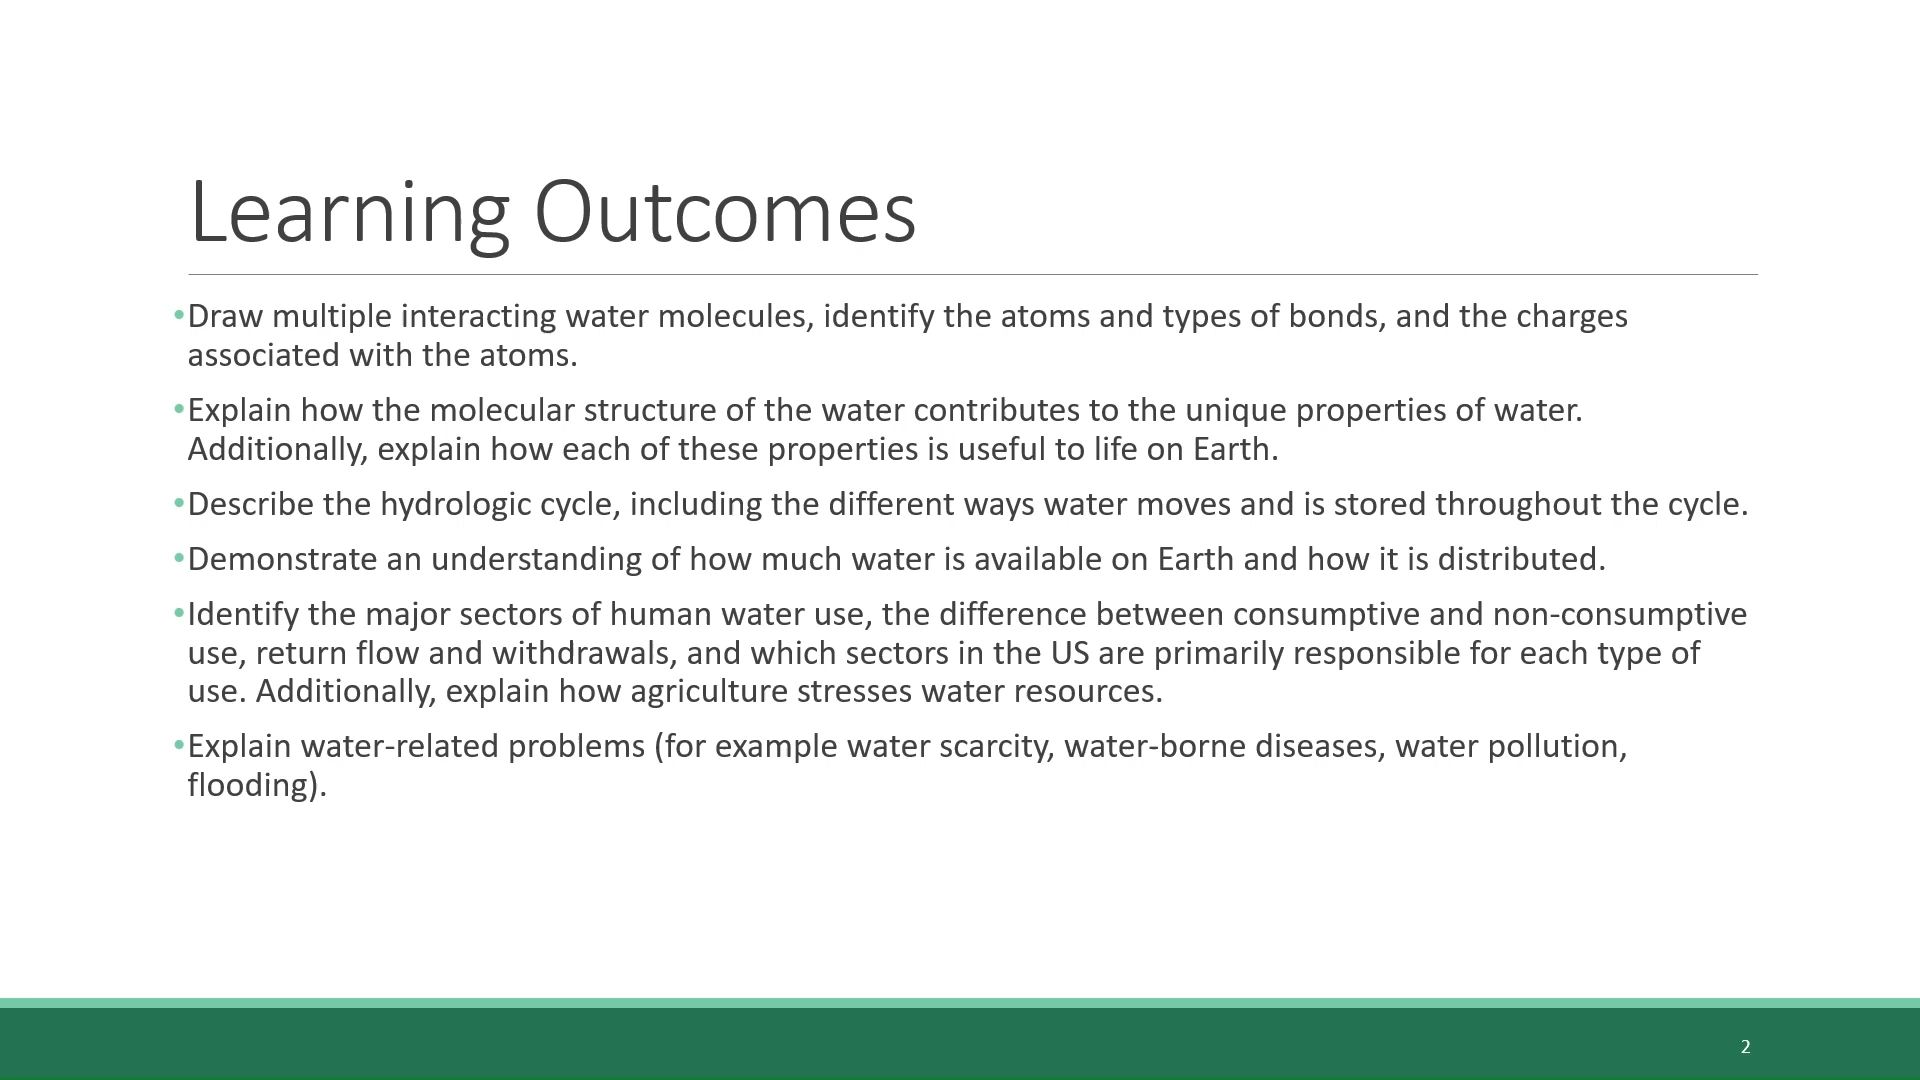 Learning Outcomes
•Draw multiple interacting water molecules, identify the atoms and types of bonds, and the charges
associated with the atoms.
•Explain how the molecular structure of the water contributes to the unique properties of water.
Additionally, explain how each of these properties is useful to life on Earth.
•Describe the hydrologic cycle, including the different ways water moves and is stored throughout the cycle.
•Demonstrate an understanding of how much water is available on Earth and how it is distributed.
•Identify the major sectors of human water use, the difference between consumptive and non-consumptive
use, return flow and withdrawals, and which sectors in the US are primarily responsible for each type of
use. Additionally, explain how agriculture stresses water resources.
•Explain water-related problems (for example water scarcity, water-borne diseases, water pollution,
flooding).
2